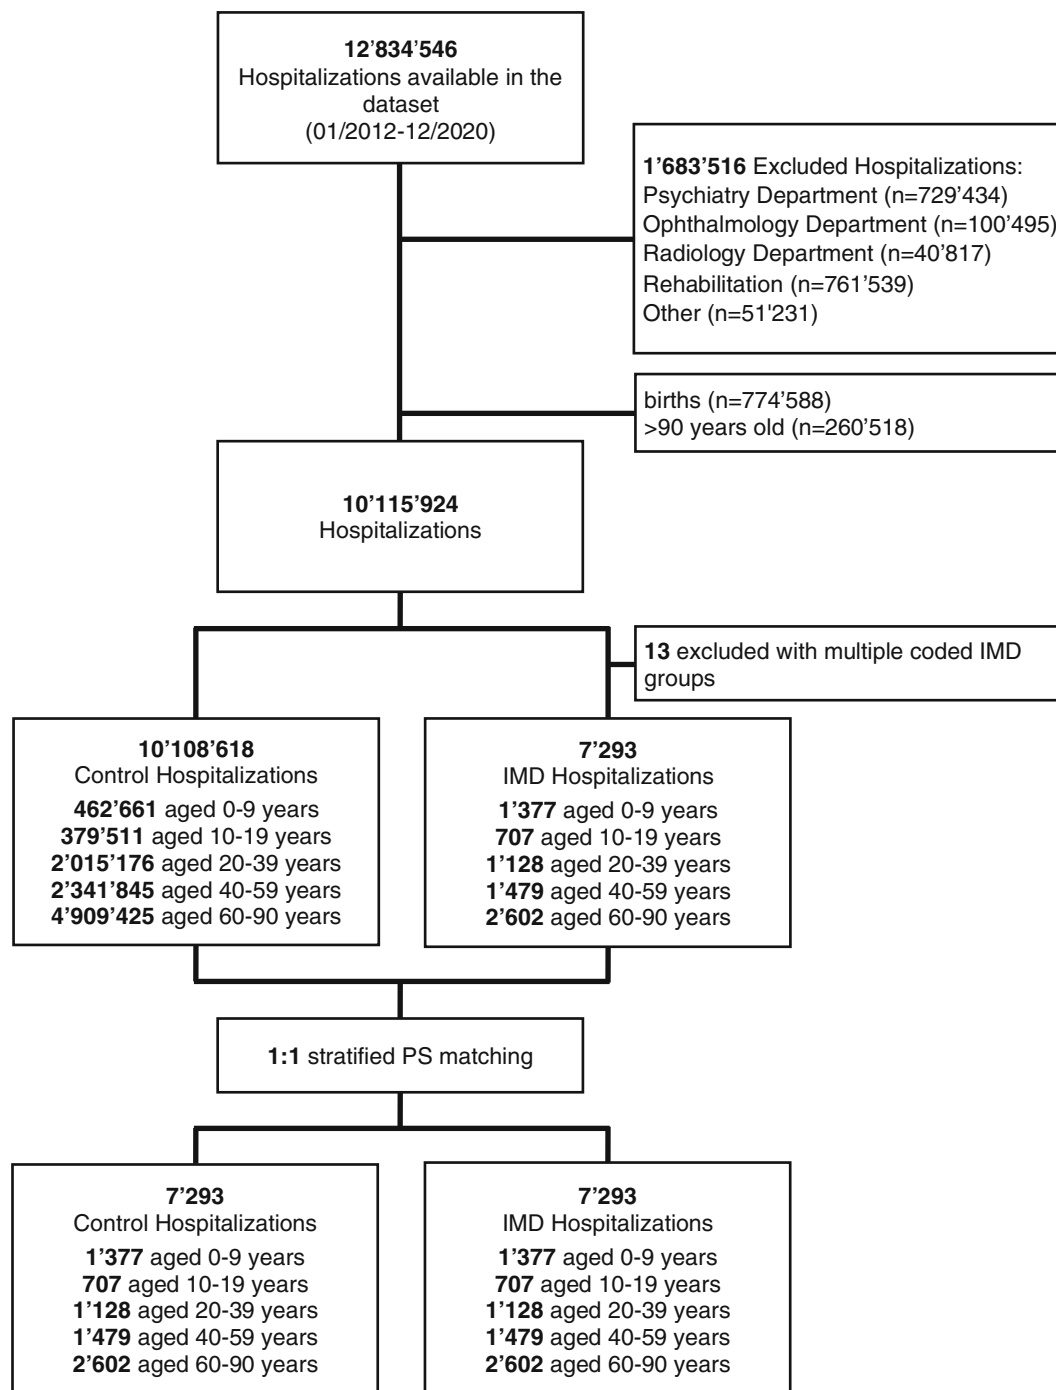 12’834’546
Hospitalizations available in the
dataset
(01/2012-12/2020)
1’683’516 Excluded Hospitalizations:
Psychiatry Department (n=729’434)
Ophthalmology Department (n=100’495)
Radiology Department (n=40’817)
Rehabilitation (n=761’539)
Other (n=51'231)
births (n=774’588)
>90 years old (n=260’518)
10’115’924
Hospitalizations
13 excluded with multiple coded IMD
groups
10’108’618
Control Hospitalizations
462’661 aged 0-9 years
379’511 aged 10-19 years
2’015’176 aged 20-39 years
2’341’845 aged 40-59 years
4’909’425 aged 60-90 years
7’293
IMD Hospitalizations
1’377 aged 0-9 years
707 aged 10-19 years
1’128 aged 20-39 years
1’479 aged 40-59 years
2’602 aged 60-90 years
1:1 stratified PS matching
7’293
Control Hospitalizations
1’377 aged 0-9 years
707 aged 10-19 years
1’128 aged 20-39 years
1’479 aged 40-59 years
2’602 aged 60-90 years
7’293
IMD Hospitalizations
1’377 aged 0-9 years
707 aged 10-19 years
1’128 aged 20-39 years
1’479 aged 40-59 years
2’602 aged 60-90 years